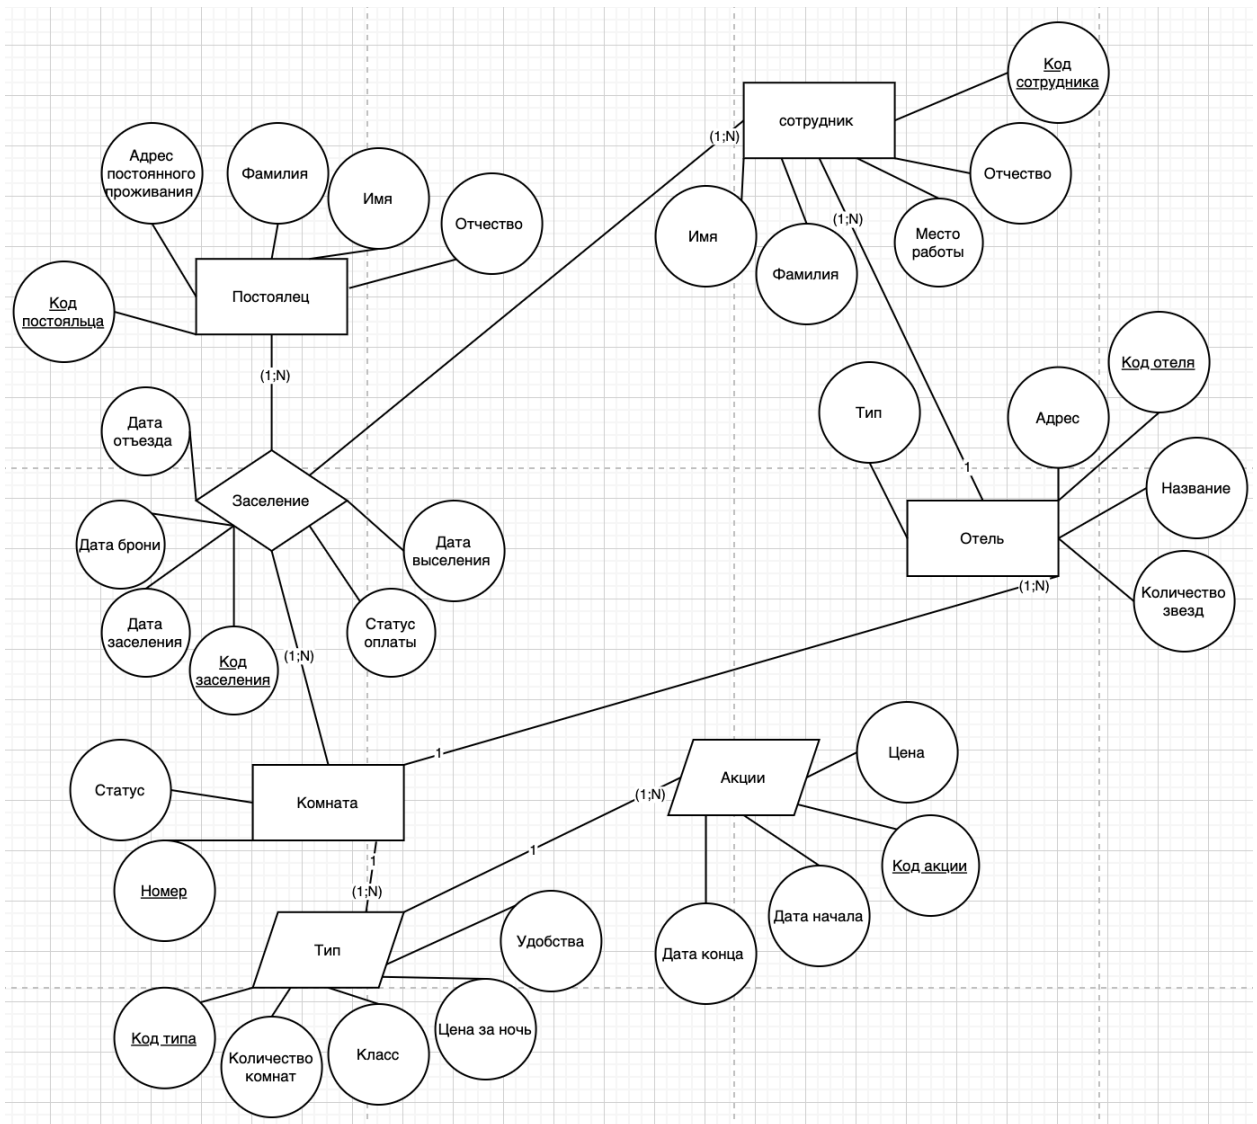 Код
сотрудника
сотрудник
(1;N)
Отчество
Адрес
постоянного
проживания
Фамилия
Имя
Отчество
Имя
(1;N)
Место
работы
Фамилия
Постоялец
Код
постояльца
(1;N)
Код отеля
Тип
Адрес
Дата
отъезда
1
Название
Заселение
Отель
Дата брони
Дата
выселения
(1;N)
Количество
звезд
Дата
заселения
Статус
оплаты
Код
заселения
(1;N)
1
Цена
Акции
Статус
Комната
(1;N)
1
1
Код акции
(1;N)
Номер
Дата начала
Удобства
Тип
Дата конца
Код типа
Цена за ночь
Класс
Количество
комнат